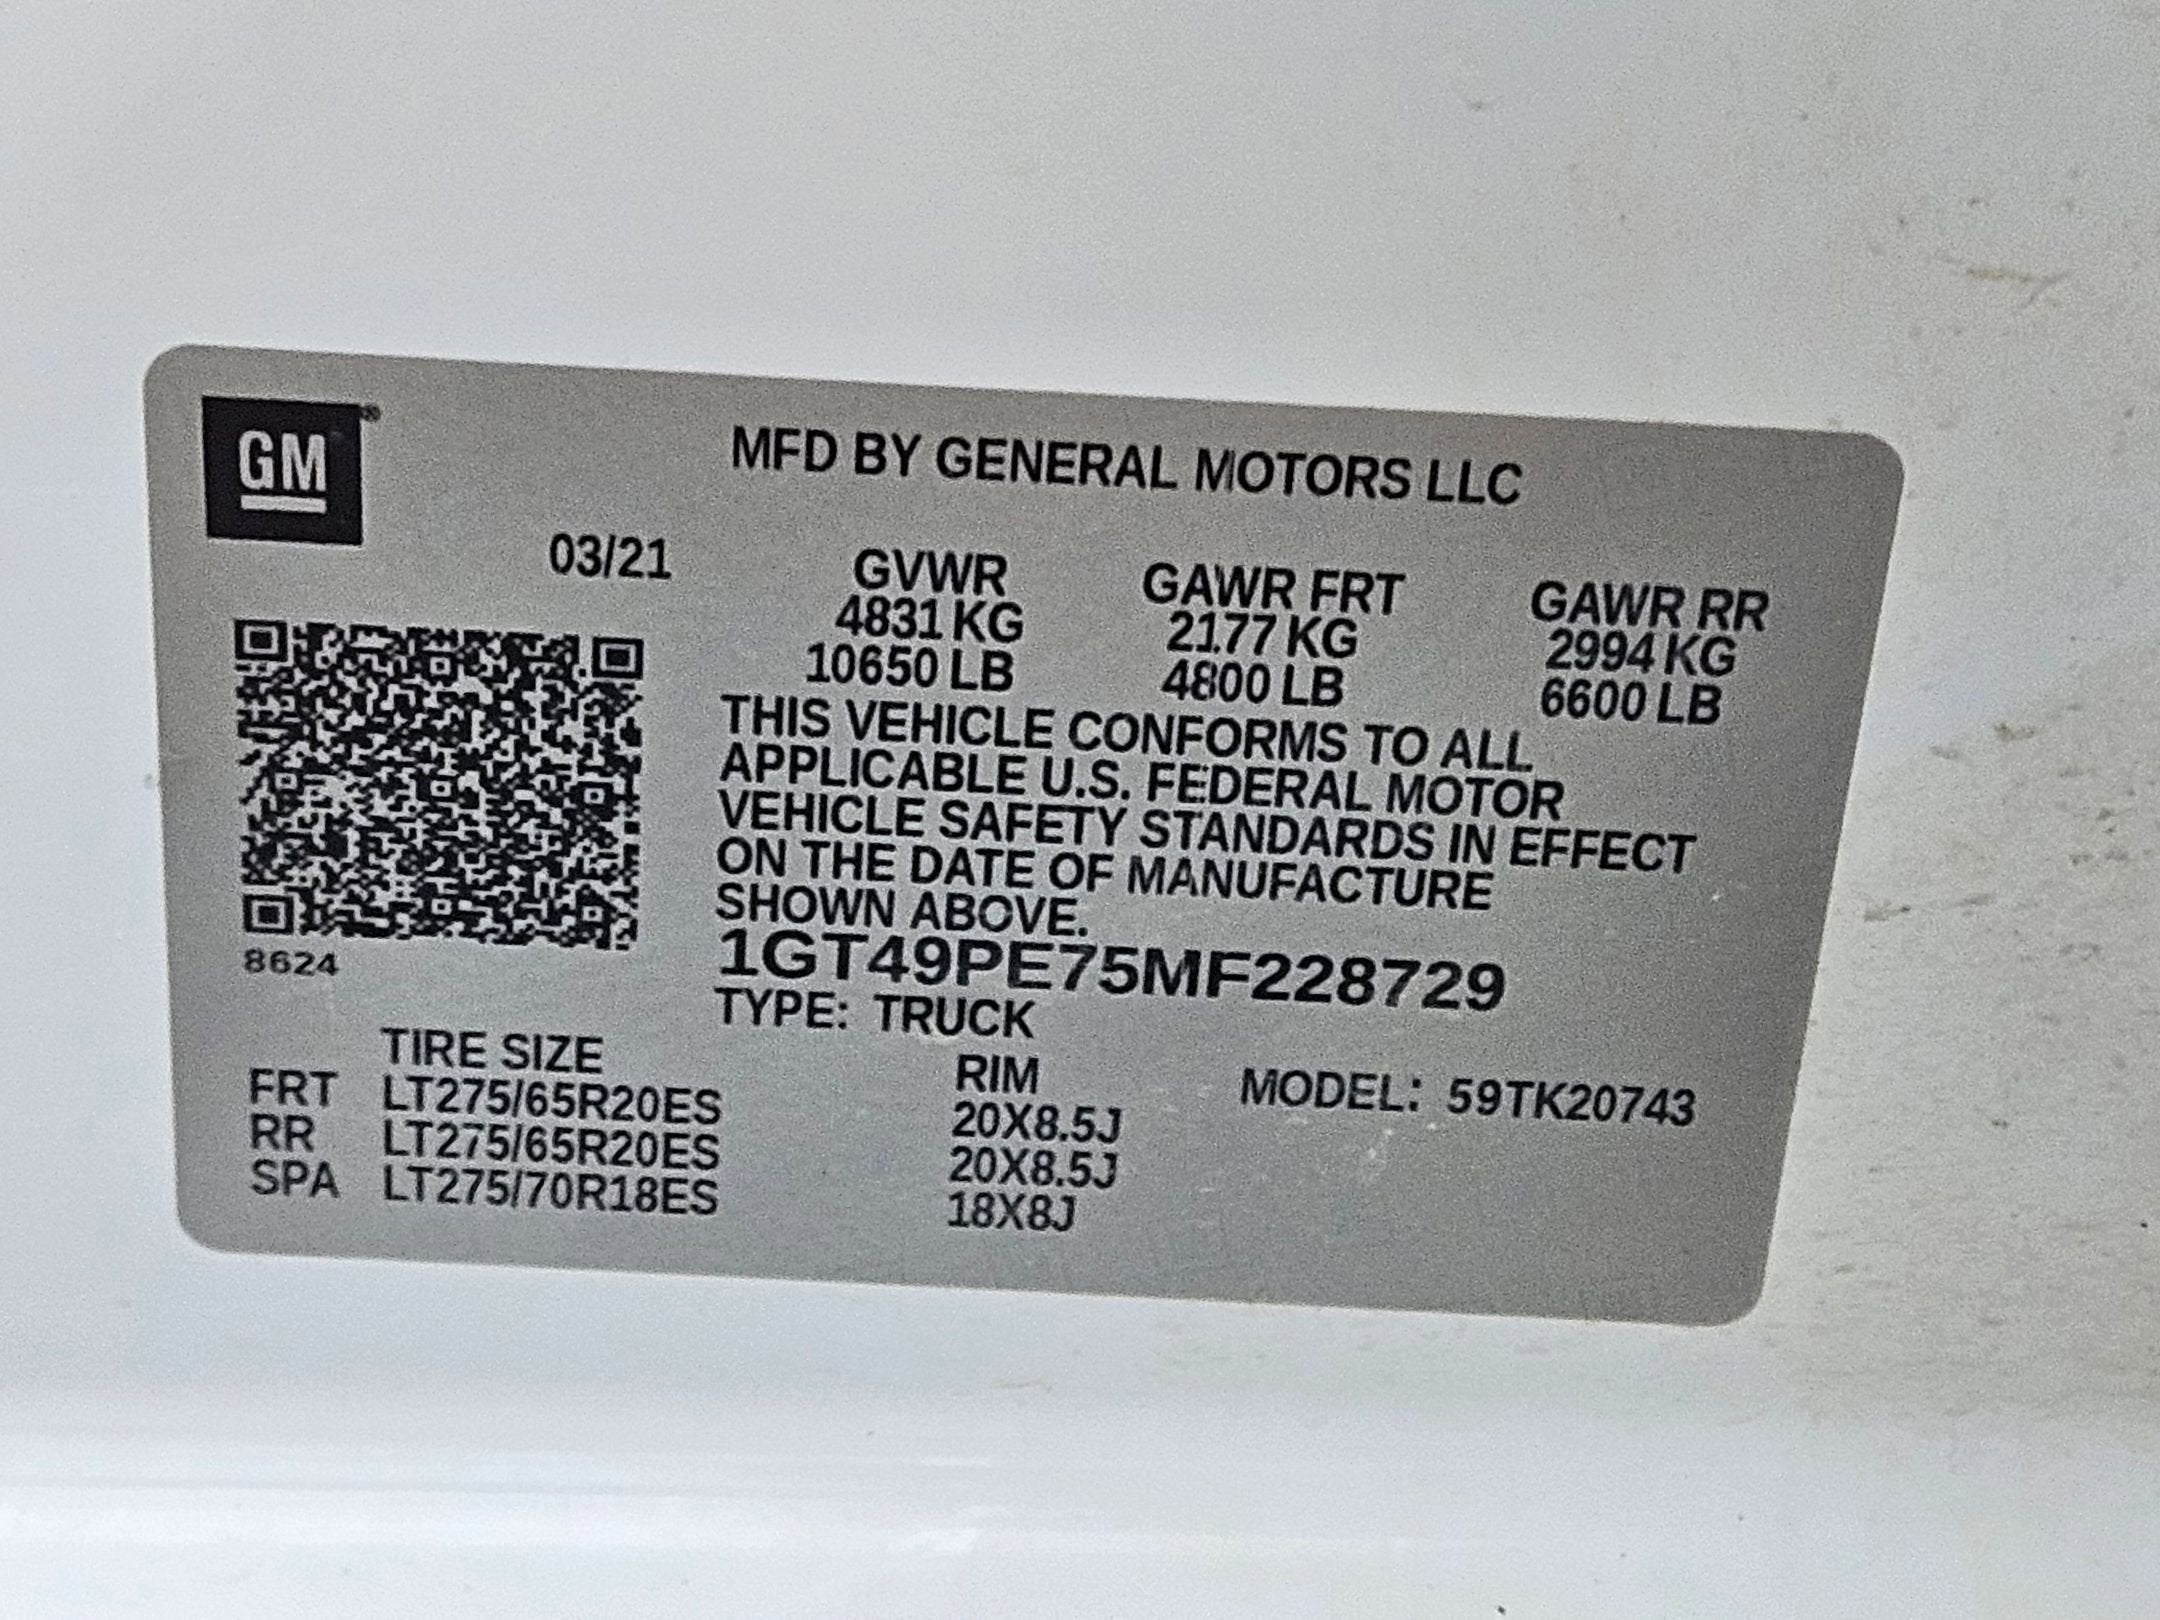 GM®
MFD BY GENERAL MOTORS LLC
03/21
GVWR GAWR FRT GAWR RR
4831 KG 2177 KG 2994 KG
10650 LB 4800 LB 6600 LB
THIS VEHICLE CONFORMS TO ALL
APPLICABLE U.S. FEDERAL MOTOR
VEHICLE SAFETY STANDARDS IN EFFECT
ON THE DATE OF MANUFACTURE
SHOWN ABOVE.
8624
1GT49PE75MF228729
TYPE: TRUCK
TIRE SIZE RIM MODEL: 59TK20743
FRT LT275/65R20ES 20X8.5J
RR LT275/65R20ES 20X8.5J
SPA LT275/70R18ES 18X8J